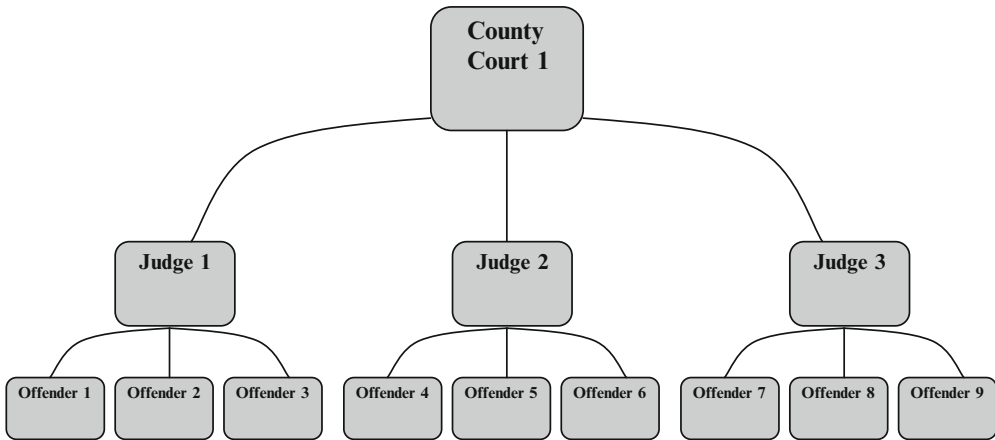 County
Court 1
Judge 1
Judge 2
Judge 3
Offender 1
Offender 2
Offender 3
Offender 4
Offender 5
Offender 6
Offender 7
Offender 8
Offender 9